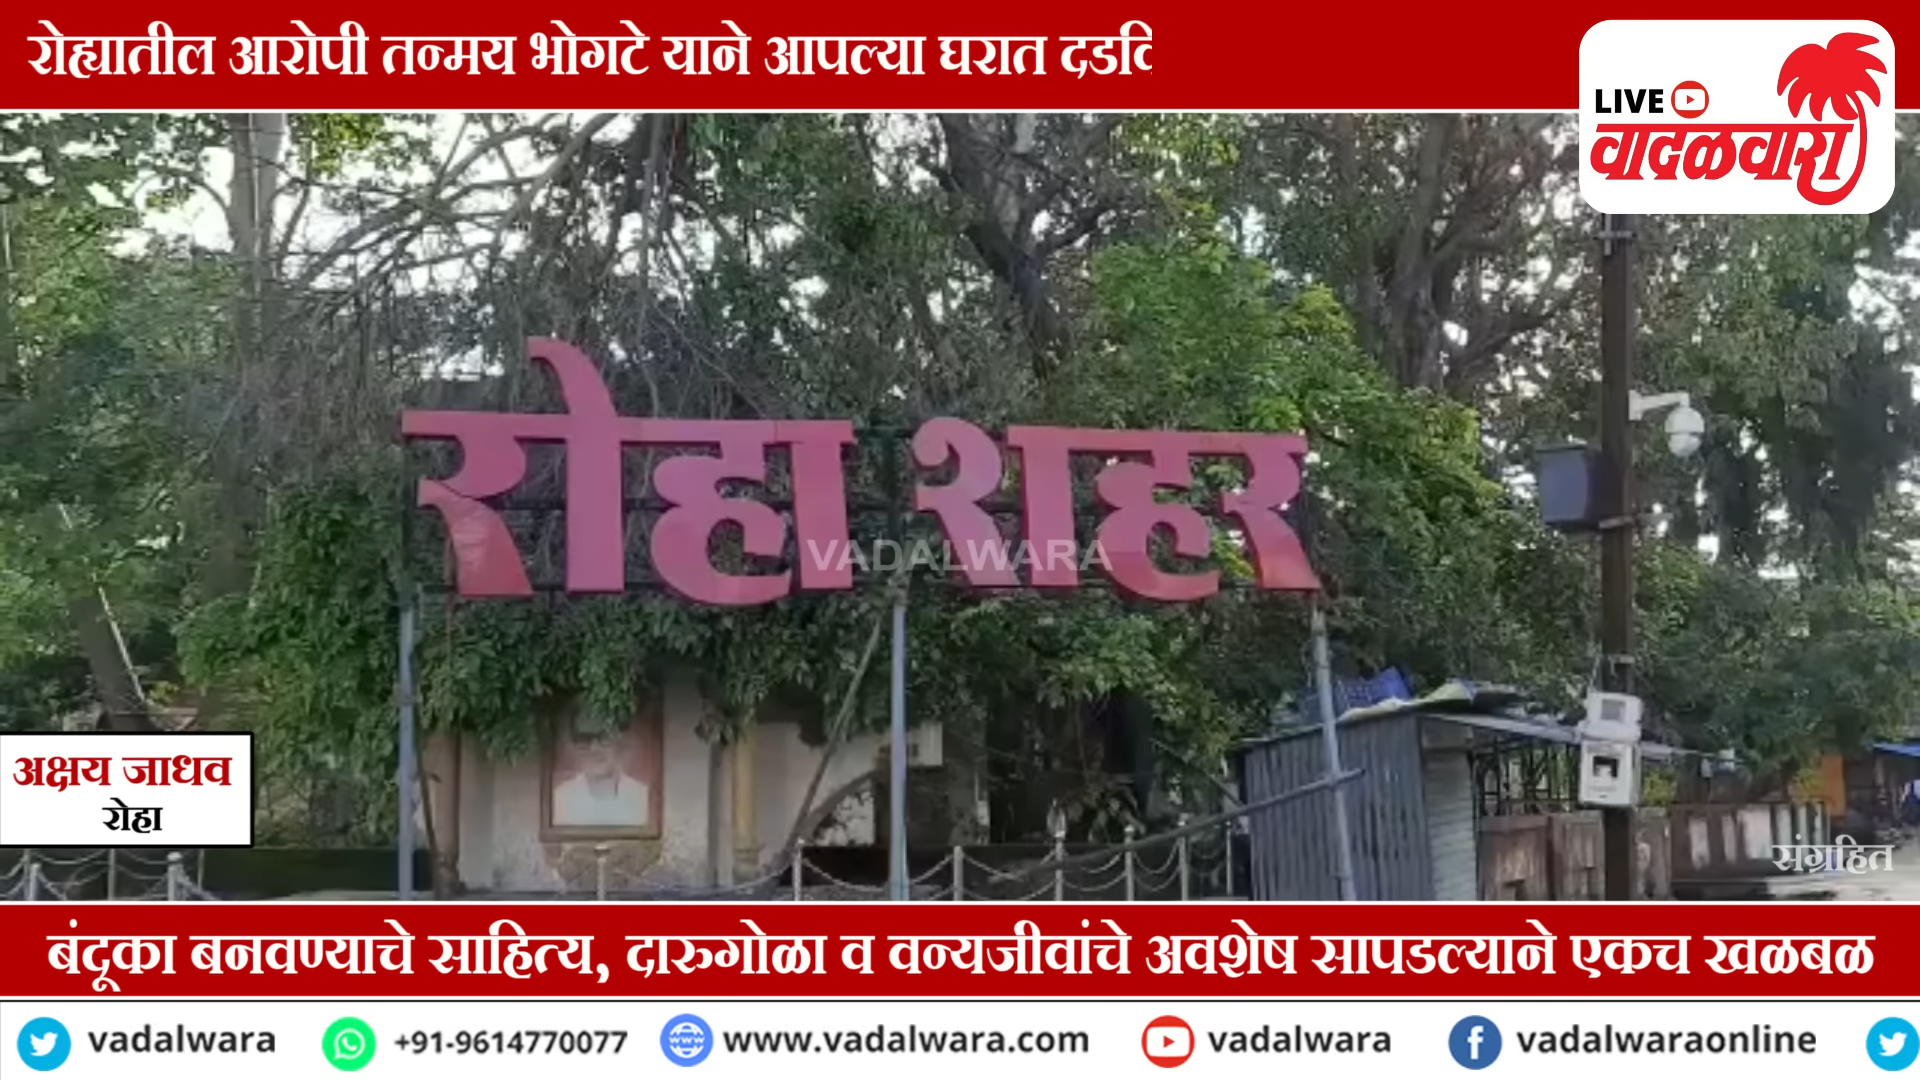 रोह्यातील आरोपी तन्मय भोगटे याने आपल्या घरात
LIVE
वादळवारा
रोहा शहर
VADALWARA
अक्षय जाधव
रोहा
संग्रहित
बंदूका बनवण्याचे साहित्य, दारुगोळा व वन्यजीवांचे अवशेष सापडल्याने एकच खळबळ
vadalwara
+91-9614770077
www.vadalwara.com
vadalwara
vadalwaraonline